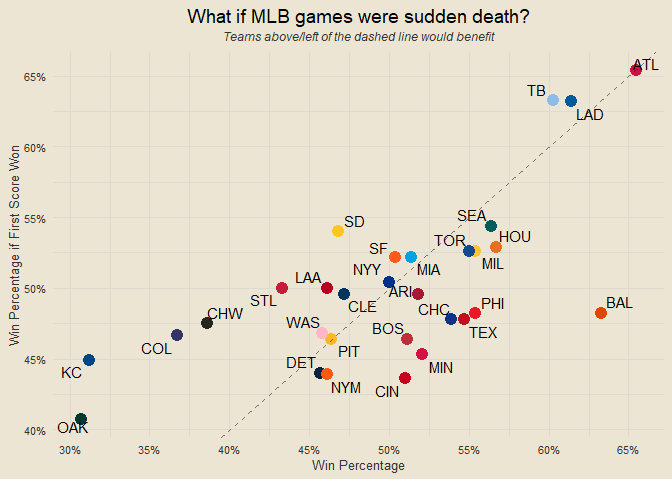 What if MLB games were sudden death?
Teams above/left of the dashed line would benefit
Win Percentage if First Score Won
65%
60%
55%
50%
45%
40%
ATL
TB
LAD
SD
SEA
SF
TOR
HOU
NYY
MIA
MIL
LAA
STL
CLE
ARI
CHC
PHI
BAL
CHW
WAS
BOS
TEX
COL
PIT
DET
MIN
KC
NYM
CIN
OAK
30%
35%
40%
45%
50%
55%
60%
65%
Win Percentage